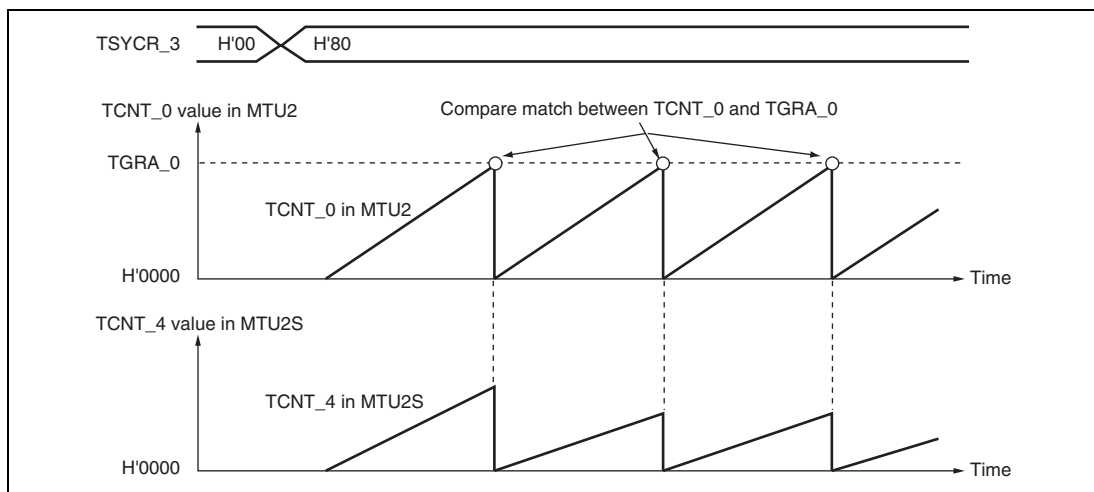 TSYCR_3 H'00 H'80
TCNT_0 value in MTU2
Compare match between TCNT_0 and TGRA_0
TGRA_0
TCNT_0 in MTU2
H'0000
Time
TCNT_4 value in MTU2S
TCNT_4 in MTU2S
H'0000
Time